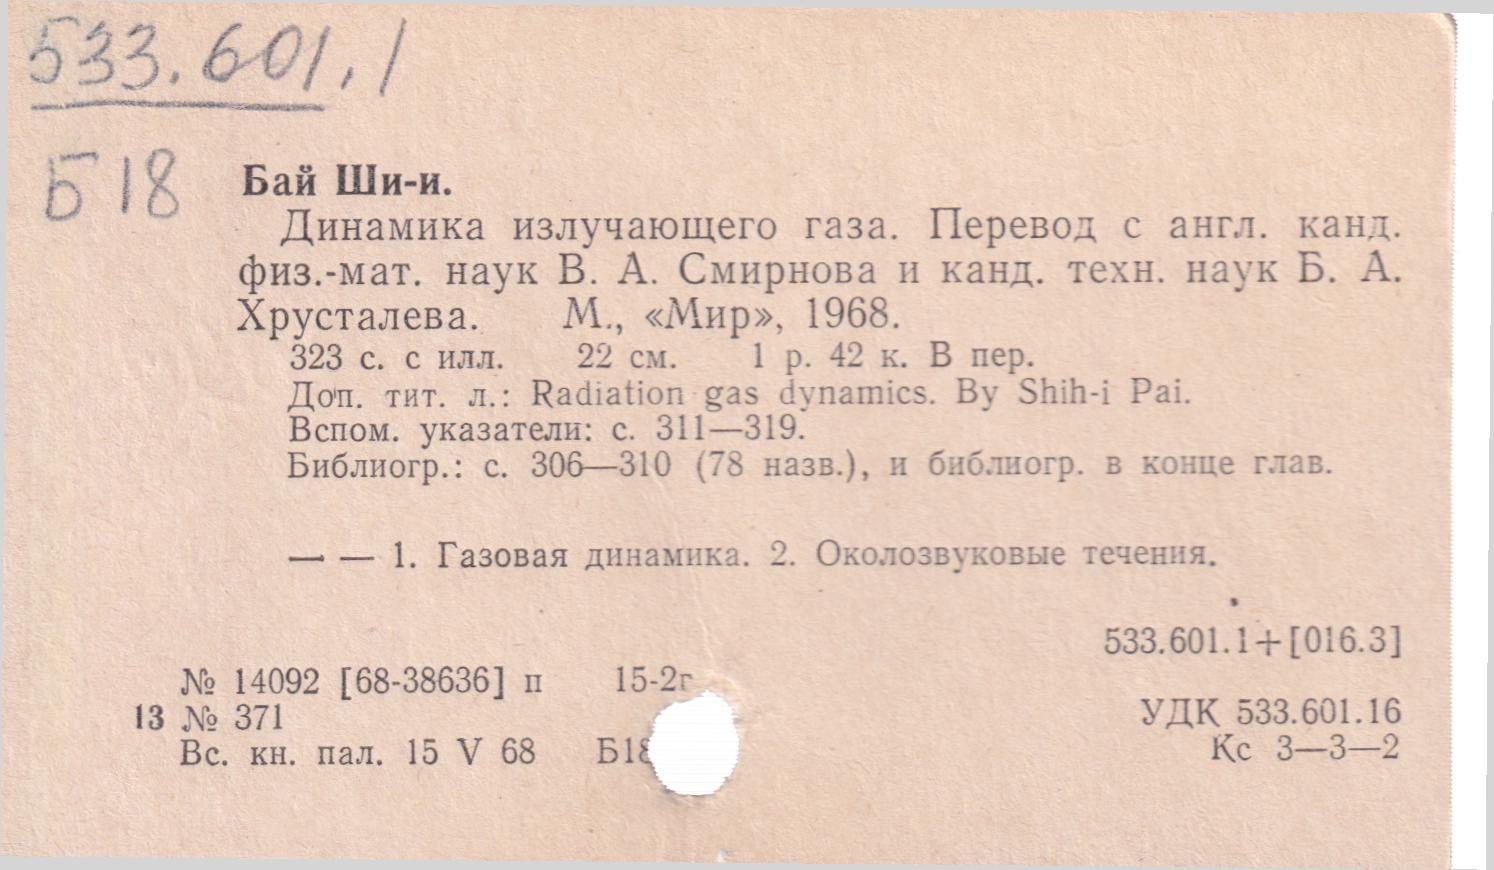 533.601.1
Б 18
Бай Ши-и.
Динамика излучающего газа. Перевод с англ. канд.
физ.-мат. наук В. А. Смирнова и канд. техн. наук Б. А.
Хрусталева. М., «Мир», 1968.
323 с. с илл. 22 см. 1 р. 42 к. В пер.
Доп. тит. л.: Radiation gas dynamics. By Shih-i Pai.
Вспом. указатели: с. 311—319.
Библиогр.: с. 306—310 (78 назв.), и библиогр. в конце глав.
— — 1. Газовая динамика. 2. Околозвуковые течения.
533.601.1+[016.3]
№ 14092 [68-38636] п 15-2г
13 № 371
УДК 533.601.16
Вс. кн. пал. 15 V 68 Б18
Кс 3—3—2